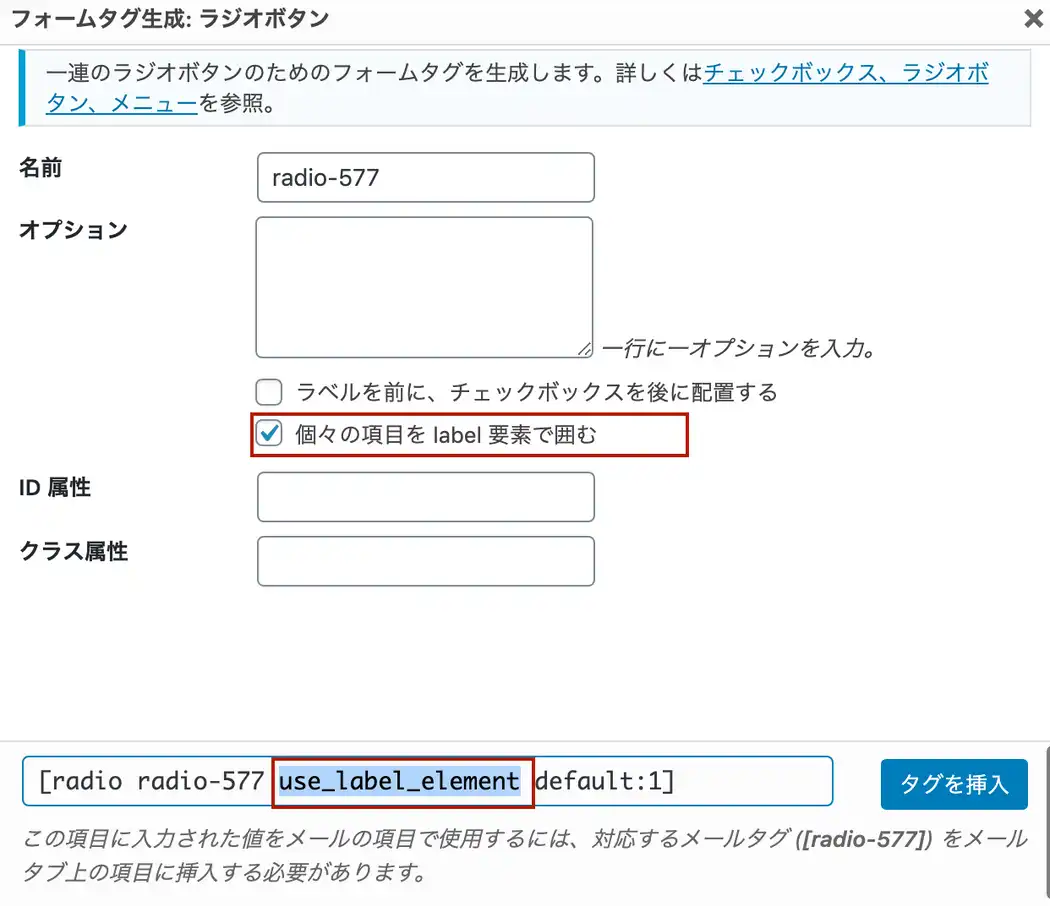 フォームタグ生成: ラジオボタン
一連のラジオボタンのためのフォームタグを生成します。詳しくはチェックボックス、ラジオボ
タン、メニューを参照。
名前
radio-577
オプション
一行に一オプションを入力。
ラベルを前に、チェックボックスを後に配置する
個々の項目を label 要素で囲む
ID 属性
クラス属性
[radio radio-577 use_label_element default:1]
タグを挿入
この項目に入力された値をメールの項目で使用するには、対応するメールタグ ([radio-577]) をメール
タブ上の項目に挿入する必要があります。